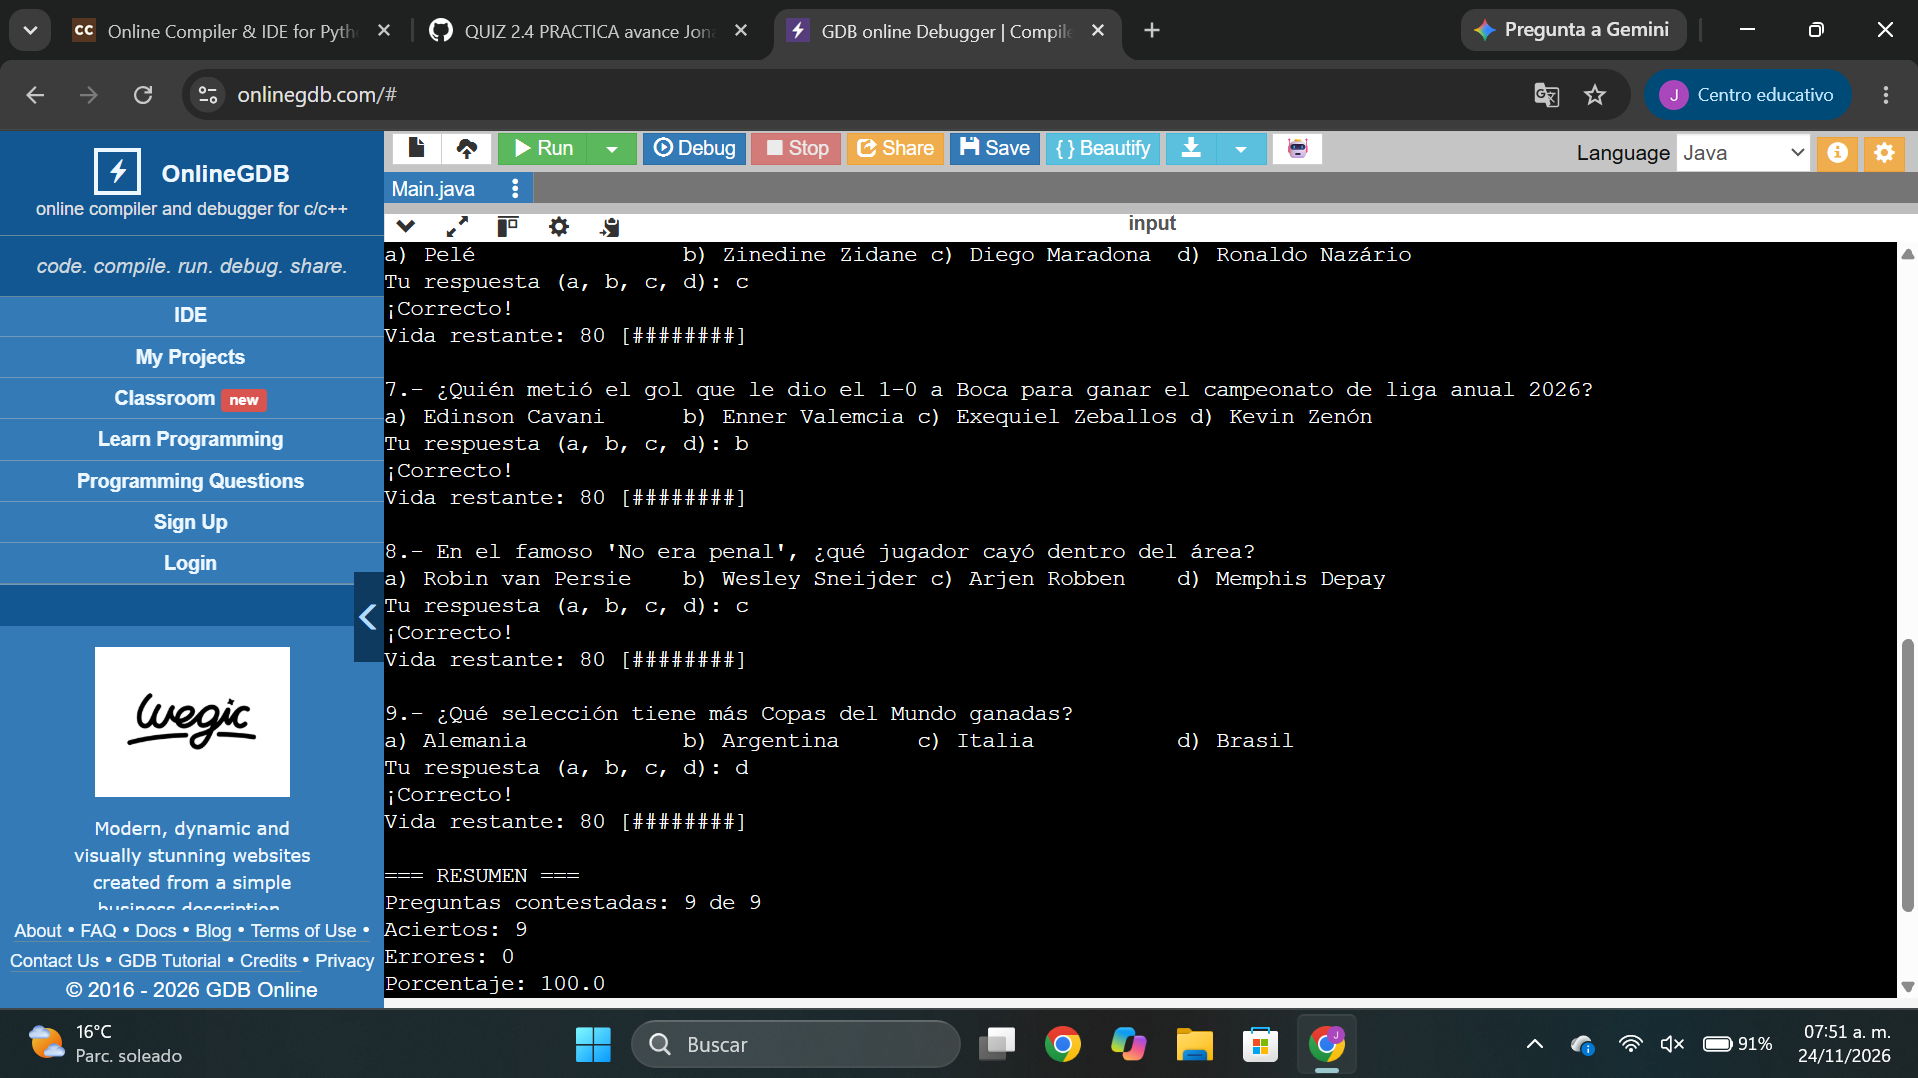 Online Compiler & IDE for Pyth
QUIZ 2.4 PRACTICA avance Jona
GDB online Debugger | Compile
Pregunta a Gemini
onlinegdb.com/#
J
Centro educativo
OnlineGDB
online compiler and debugger for c/c++
code. compile. run. debug. share.
IDE
My Projects
Classroom new
Learn Programming
Programming Questions
Sign Up
Login
wegic
Modern, dynamic and
visually stunning websites
created from a simple
business description.
About • FAQ • Docs • Blog • Terms of Use •
Contact Us • GDB Tutorial • Credits • Privacy
© 2016 - 2026 GDB Online
Run
Debug
Stop
Share
Save
{ } Beautify
Language Java
Main.java
input
a) Pelé b) Zinedine Zidane c) Diego Maradona d) Ronaldo Nazário
Tu respuesta (a, b, c, d): c
¡Correcto!
Vida restante: 80 [########]
7.- ¿Quién metió el gol que le dio el 1-0 a Boca para ganar el campeonato de liga anual 2026?
a) Edinson Cavani b) Enner Valemcia c) Exequiel Zeballos d) Kevin Zenón
Tu respuesta (a, b, c, d): b
¡Correcto!
Vida restante: 80 [########]
8.- En el famoso 'No era penal', ¿qué jugador cayó dentro del área?
a) Robin van Persie b) Wesley Sneijder c) Arjen Robben d) Memphis Depay
Tu respuesta (a, b, c, d): c
¡Correcto!
Vida restante: 80 [########]
9.- ¿Qué selección tiene más Copas del Mundo ganadas?
a) Alemania b) Argentina c) Italia d) Brasil
Tu respuesta (a, b, c, d): d
¡Correcto!
Vida restante: 80 [########]
=== RESUMEN ===
Preguntas contestadas: 9 de 9
Aciertos: 9
Errores: 0
Porcentaje: 100.0
16°C
Parc. soleado
Buscar
91%
07:51 a. m.
24/11/2026